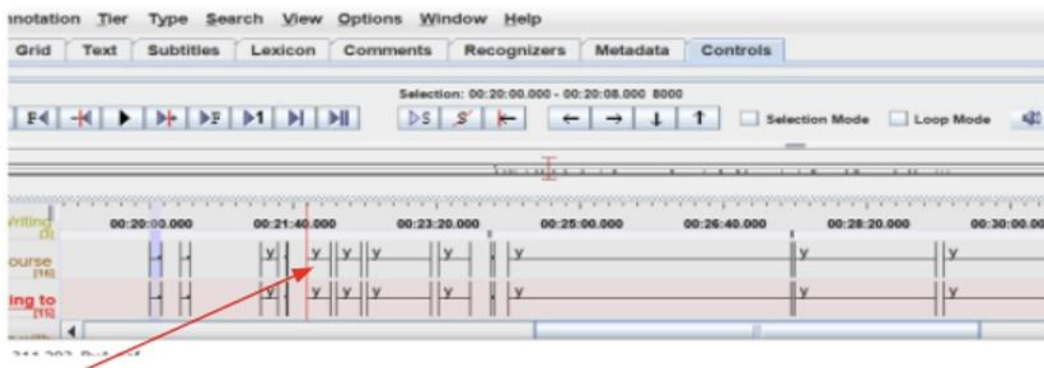 nnotation Tier Type Search View Options Window Help
Grid Text Subtitles Lexicon Comments Recognizers Metadata Controls
Selection: 00:20:00.000 - 00:20:08.000 8000
F S Selection Mode Loop Mode
Writing 00:20:00.000 00:21:40.000 00:23:20.000 00:25:00.000 00:26:40.000 00:28:20.000 00:30:00.0
[3]
ourse y y y y y y y y
[16]
ing to y y y y y y y y
[15]